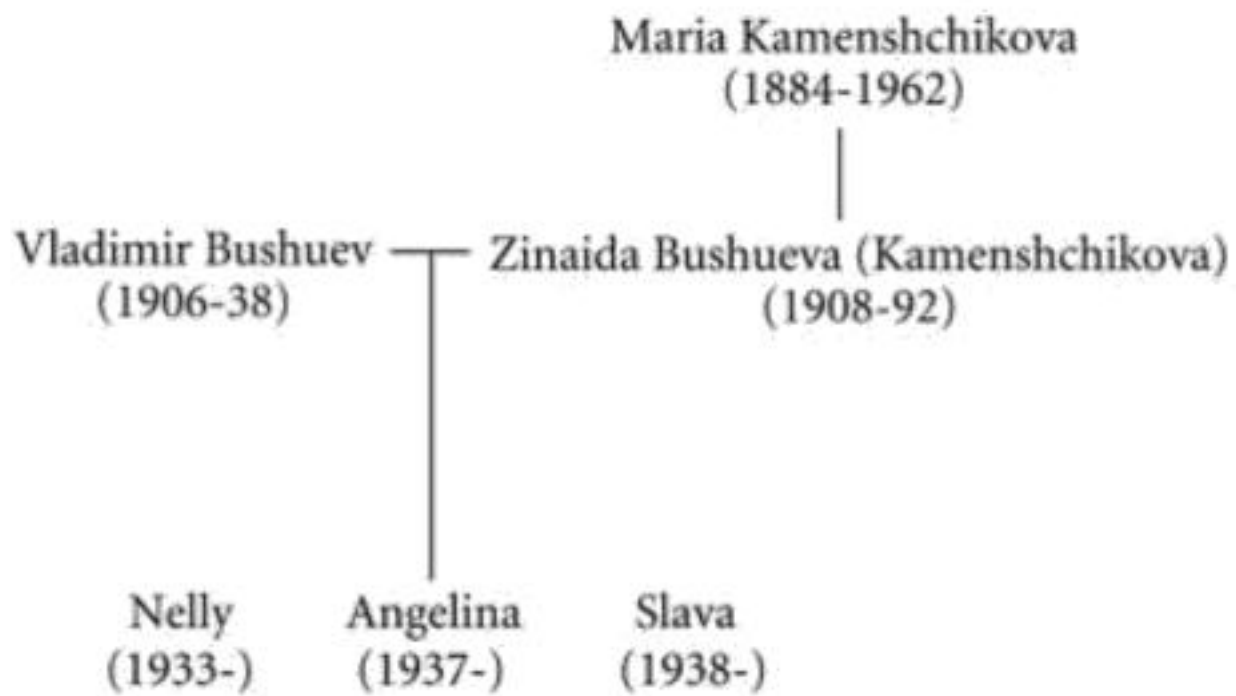 Maria Kamenshchikova
(1884-1962)
Vladimir Bushuev
(1906-38)
Zinaida Bushueva (Kamenshchikova)
(1908-92)
Nelly
(1933-)
Angelina
(1937-)
Slava
(1938-)